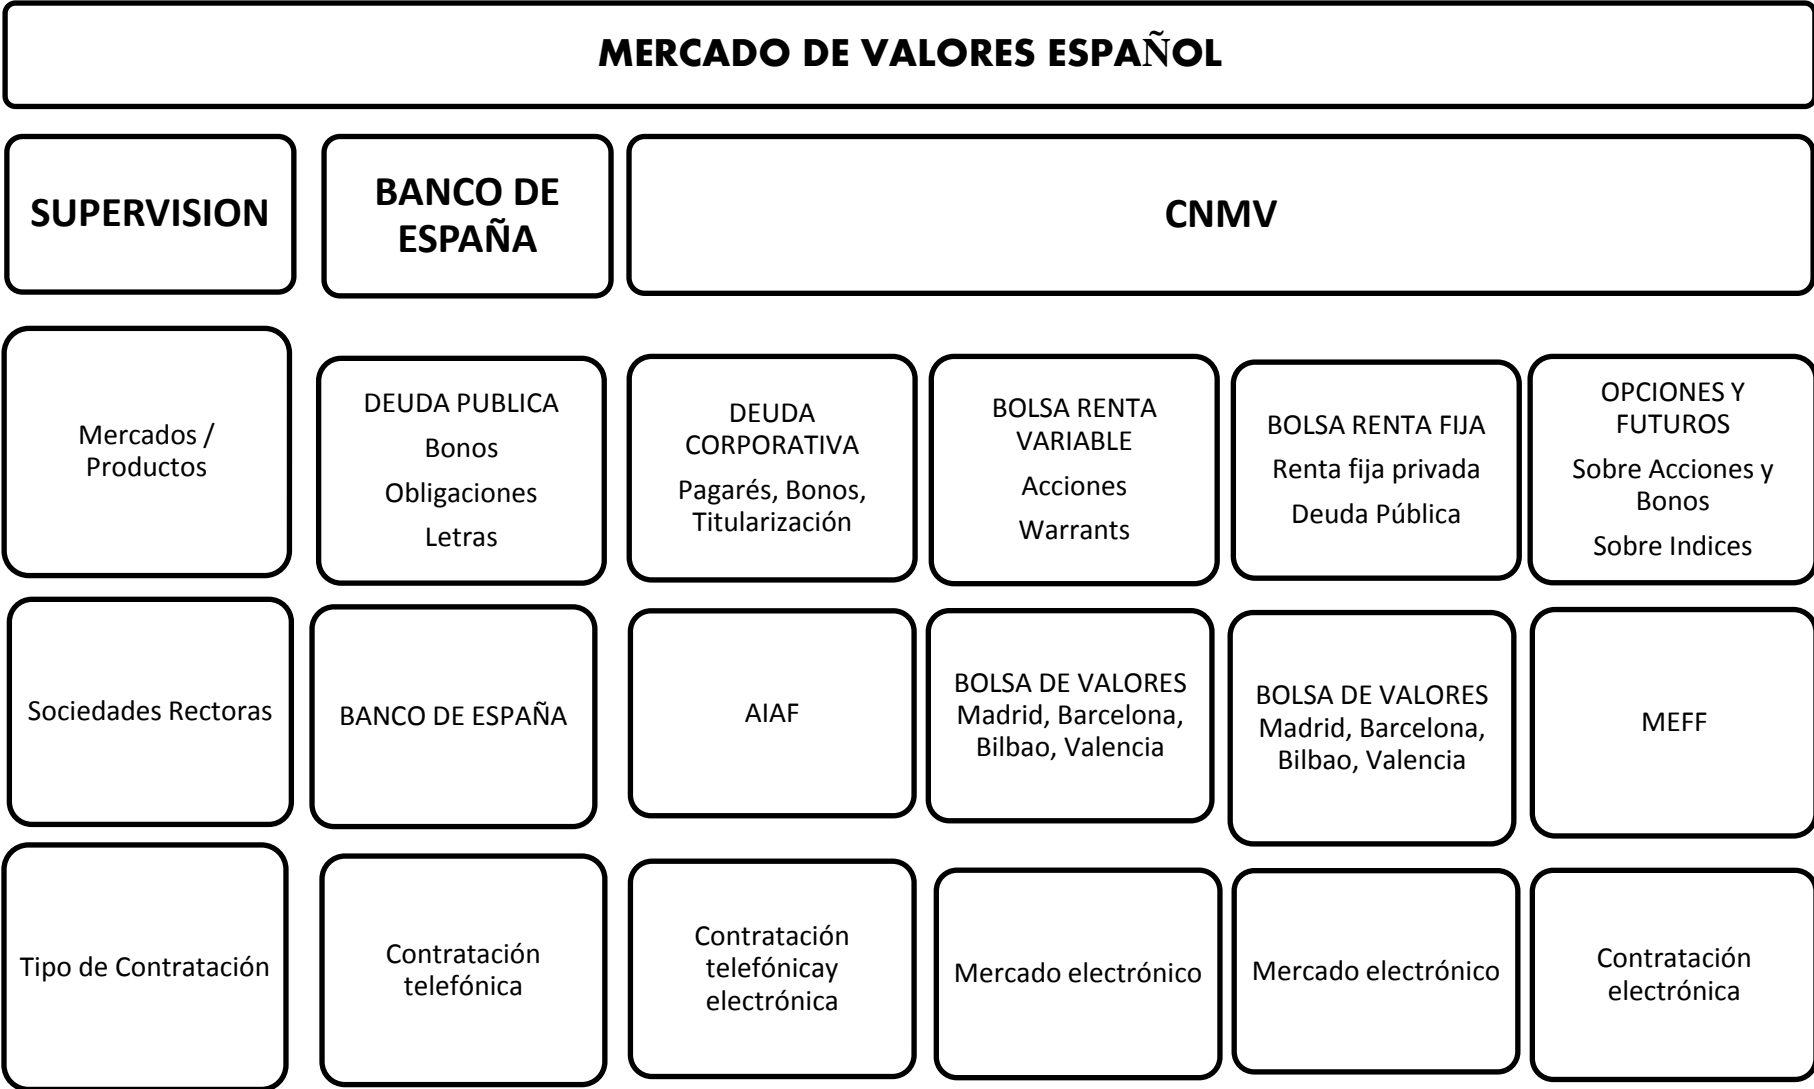 MERCADO DE VALORES ESPAÑOL
SUPERVISION
BANCO DE
ESPAÑA
CNMV
Mercados /
Productos
DEUDA PUBLICA
Bonos
Obligaciones
Letras
DEUDA
CORPORATIVA
Pagarés, Bonos,
Titularización
BOLSA RENTA
VARIABLE
Acciones
Warrants
BOLSA RENTA FIJA
Renta fija privada
Deuda Pública
OPCIONES Y
FUTUROS
Sobre Acciones y
Bonos
Sobre Indices
Sociedades Rectoras
BANCO DE ESPAÑA
AIAF
BOLSA DE VALORES
Madrid, Barcelona,
Bilbao, Valencia
BOLSA DE VALORES
Madrid, Barcelona,
Bilbao, Valencia
MEFF
Tipo de Contratación
Contratación
telefónica
Contratación
telefónicay
electrónica
Mercado electrónico
Mercado electrónico
Contratación
electrónica